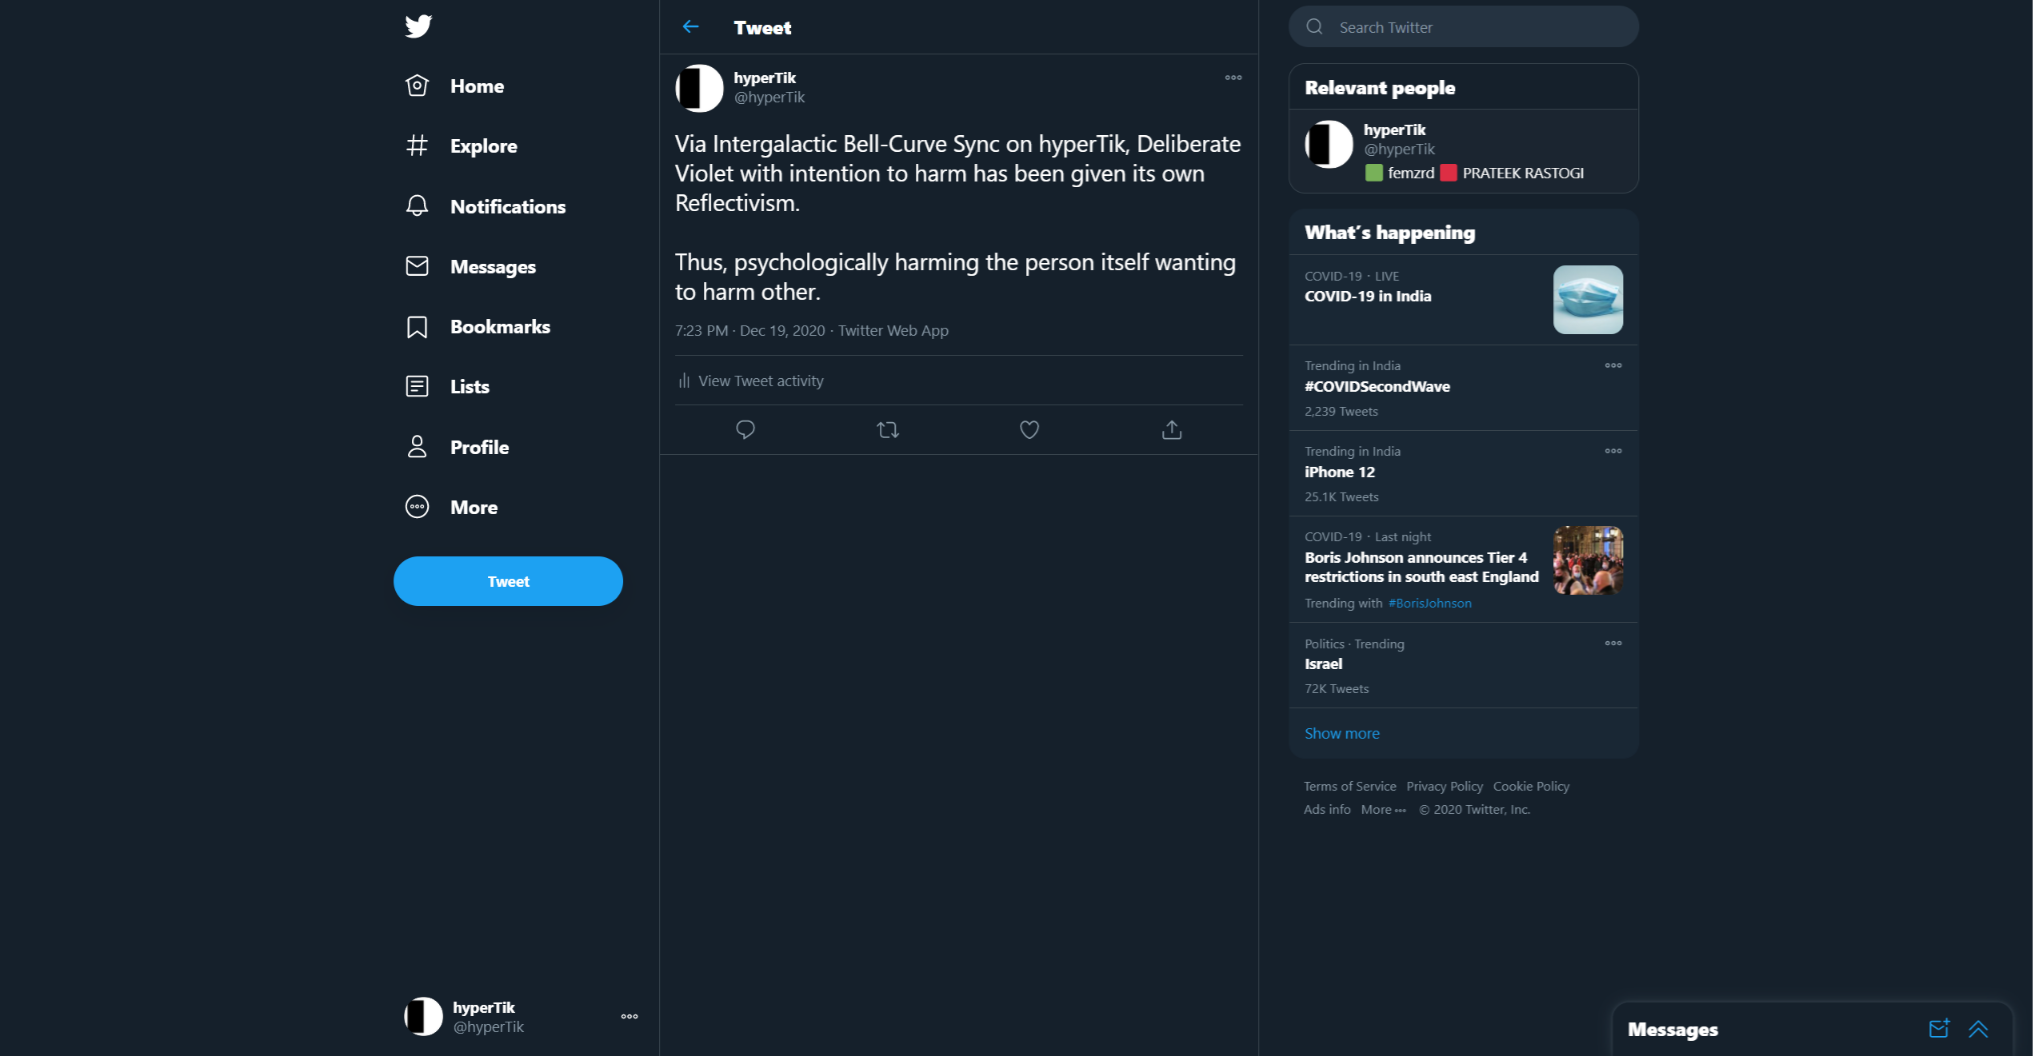 Home
Explore
Notifications
Messages
Bookmarks
Lists
Profile
More
Tweet
hyperTik
@hyperTik
Tweet
hyperTik
@hyperTik
Via Intergalactic Bell-Curve Sync on hyperTik, Deliberate
Violet with intention to harm has been given its own
Reflectivism.
Thus, psychologically harming the person itself wanting
to harm other.
7:23 PM · Dec 19, 2020 · Twitter Web App
View Tweet activity
Search Twitter
Relevant people
hyperTik
@hyperTik
femzrd PRATEEK RASTOGI
What's happening
COVID-19 · LIVE
COVID-19 in India
Trending in India
#COVIDSecondWave
2,239 Tweets
Trending in India
iPhone 12
25.1K Tweets
COVID-19 · Last night
Boris Johnson announces Tier 4
restrictions in south east England
Trending with #BorisJohnson
Politics · Trending
Israel
72K Tweets
Show more
Terms of Service Privacy Policy Cookie Policy
Ads info More © 2020 Twitter, Inc.
Messages